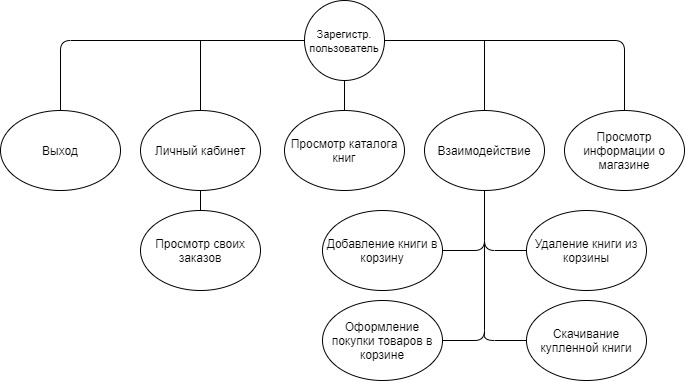 Зарегистр.
пользователь
Выход
Личный кабинет
Просмотр каталога
книг
Взаимодействие
Просмотр
информации о
магазине
Просмотр своих
заказов
Добавление книги в
корзину
Удаление книги из
корзины
Оформление
покупки товаров в
корзине
Скачивание
купленной книги